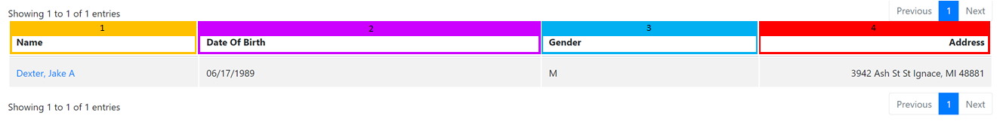 Showing 1 to 1 of 1 entries Previous 1 Next
1 2 3 4
Name Date Of Birth Gender Address
Dexter, Jake A 06/17/1989 M 3942 Ash St St Ignace, MI 48881
Showing 1 to 1 of 1 entries Previous 1 Next